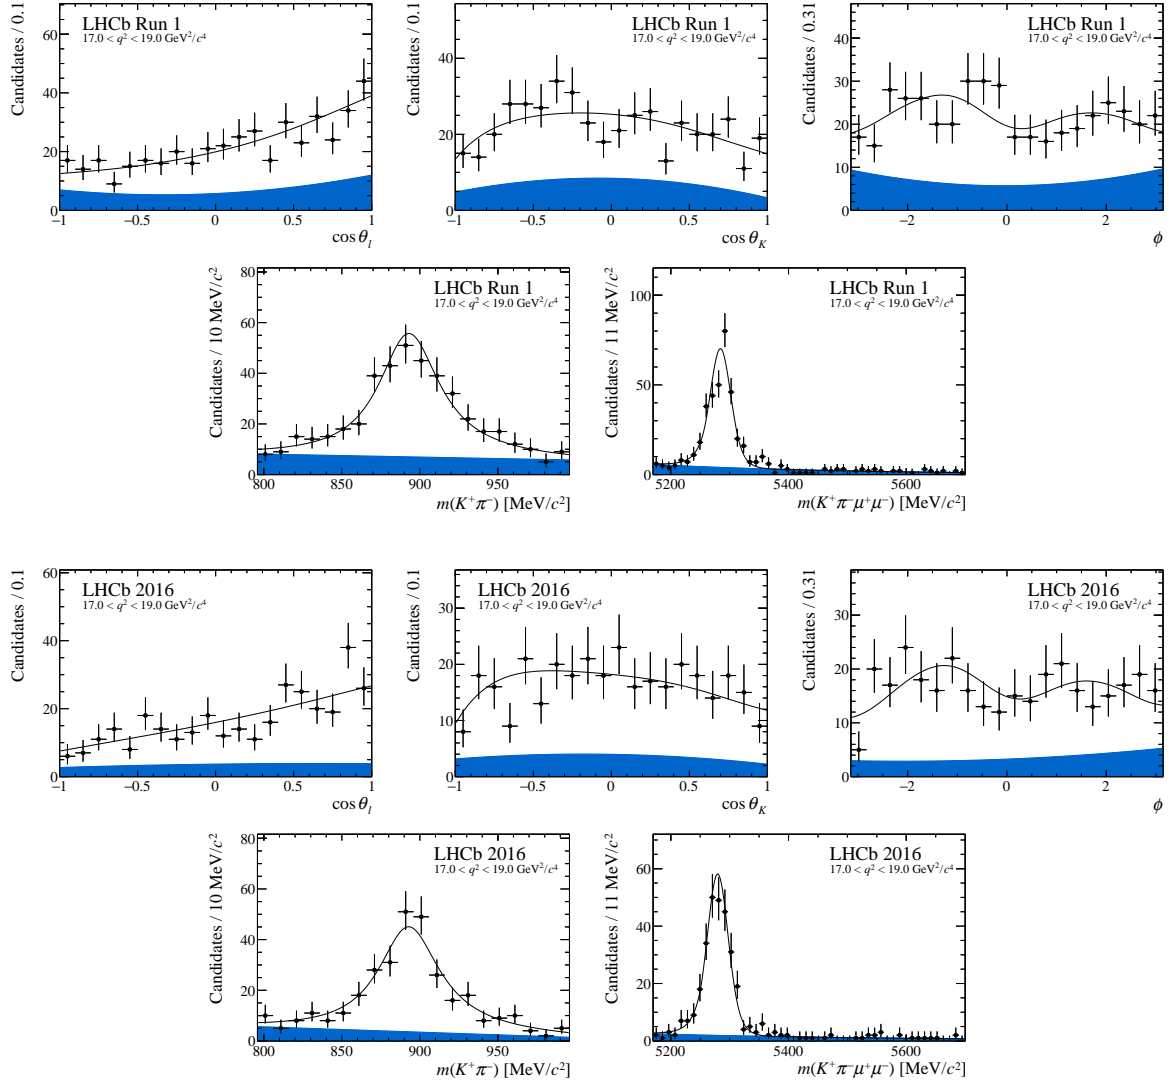 LHCb Run 1
17.0 < q² < 19.0 GeV²/c⁴
Candidates / 0.1
0 20 40 60
−1 −0.5 0 0.5 1
cos θ_l
LHCb Run 1
17.0 < q² < 19.0 GeV²/c⁴
Candidates / 0.1
0 20 40
−1 −0.5 0 0.5 1
cos θ_K
LHCb Run 1
17.0 < q² < 19.0 GeV²/c⁴
Candidates / 0.31
0 10 20 30 40
−2 0 2
ϕ
LHCb Run 1
17.0 < q² < 19.0 GeV²/c⁴
Candidates / 10 MeV/c²
0 20 40 60 80
800 850 900 950
m(K⁺π⁻) [MeV/c²]
LHCb Run 1
17.0 < q² < 19.0 GeV²/c⁴
Candidates / 11 MeV/c²
0 50 100
5200 5400 5600
m(K⁺π⁻μ⁺μ⁻) [MeV/c²]
LHCb 2016
17.0 < q² < 19.0 GeV²/c⁴
Candidates / 0.1
0 20 40 60
−1 −0.5 0 0.5 1
cos θ_l
LHCb 2016
17.0 < q² < 19.0 GeV²/c⁴
Candidates / 0.1
0 10 20 30
−1 −0.5 0 0.5 1
cos θ_K
LHCb 2016
17.0 < q² < 19.0 GeV²/c⁴
Candidates / 0.31
0 10 20 30
−2 0 2
ϕ
LHCb 2016
17.0 < q² < 19.0 GeV²/c⁴
Candidates / 10 MeV/c²
0 20 40 60 80
800 850 900 950
m(K⁺π⁻) [MeV/c²]
LHCb 2016
17.0 < q² < 19.0 GeV²/c⁴
Candidates / 11 MeV/c²
0 20 40 60
5200 5400 5600
m(K⁺π⁻μ⁺μ⁻) [MeV/c²]